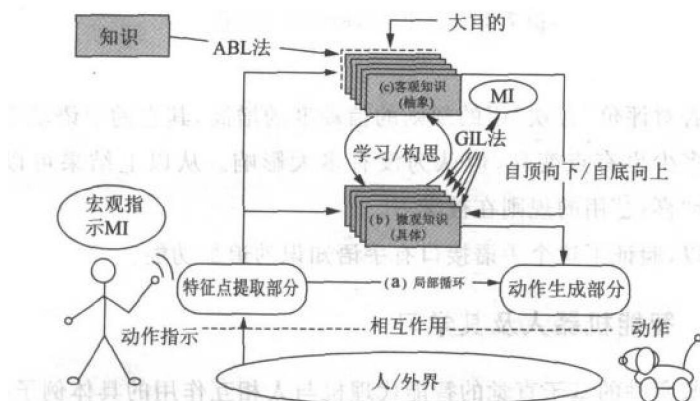 大目的
知识
ABL法
(c)客观知识
(抽象)
MI
GIL法
学习/构思
自顶向下/自底向上
宏观指
示MI
(b) 微观知识
(具体)
特征点提取部分
(a) 局部循环
动作生成部分
动作指示
相互作用
动作
人/外界